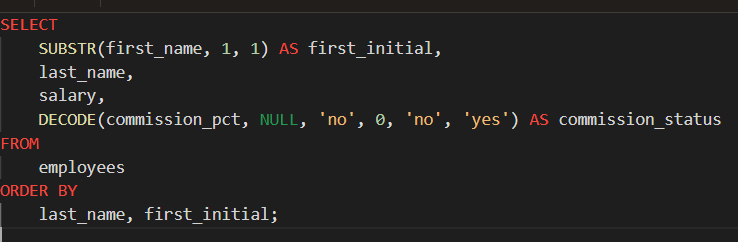 SELECT
    SUBSTR(first_name, 1, 1) AS first_initial,
    last_name,
    salary,
    DECODE(commission_pct, NULL, 'no', 0, 'no', 'yes') AS commission_status
FROM
    employees
ORDER BY
    last_name, first_initial;